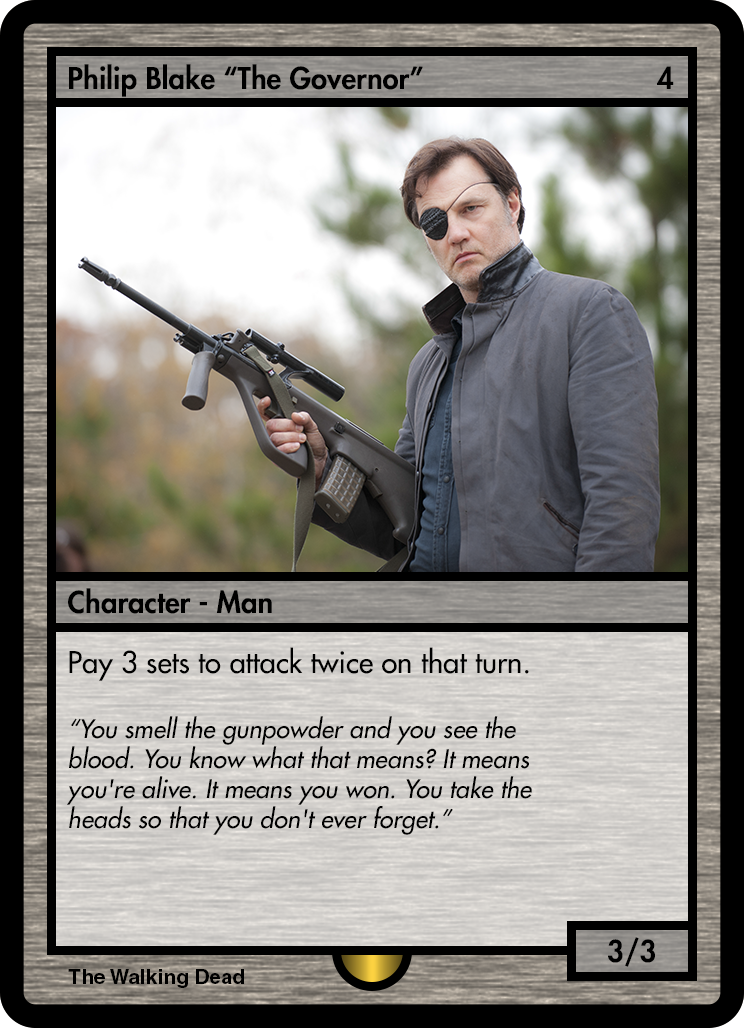 Philip Blake “The Governor” 4
Character - Man
Pay 3 sets to attack twice on that turn.
“You smell the gunpowder and you see the
blood. You know what that means? It means
you're alive. It means you won. You take the
heads so that you don't ever forget.”
3/3
The Walking Dead